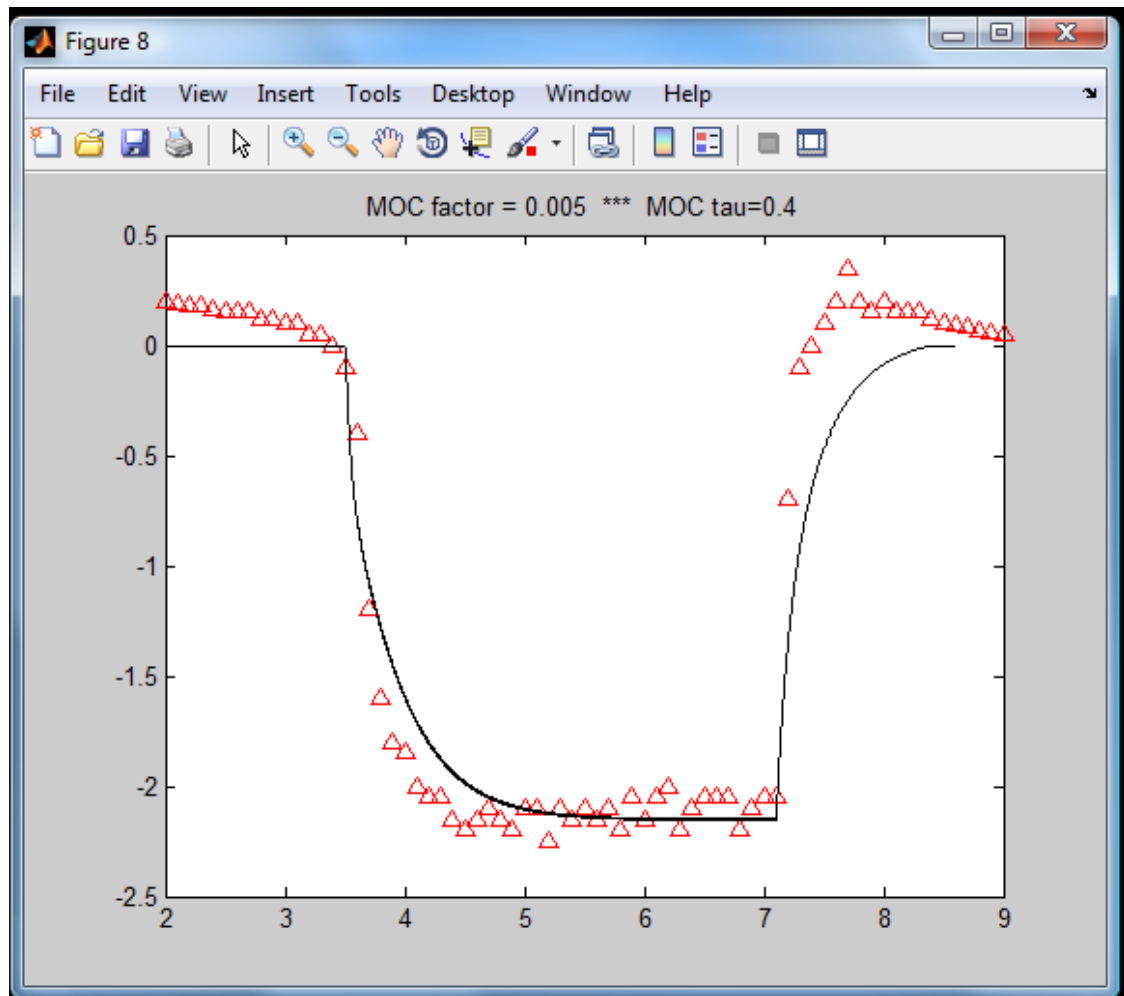 Figure 8
File Edit View Insert Tools Desktop Window Help
MOC factor = 0.005 *** MOC tau=0.4
0.5
0
-0.5
-1
-1.5
-2
-2.5
2 3 4 5 6 7 8 9